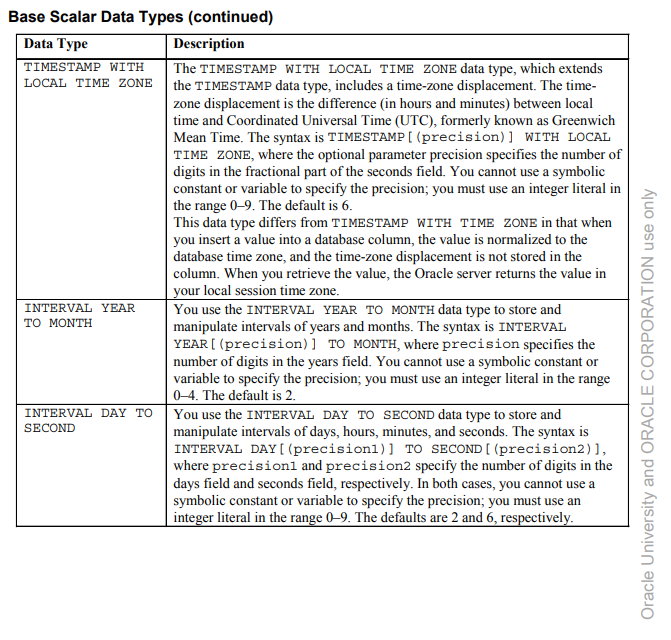 Base Scalar Data Types (continued)
Data Type
Description
TIMESTAMP WITH
LOCAL TIME ZONE
The TIMESTAMP WITH LOCAL TIME ZONE data type, which extends
the TIMESTAMP data type, includes a time-zone displacement. The time-
zone displacement is the difference (in hours and minutes) between local
time and Coordinated Universal Time (UTC), formerly known as Greenwich
Mean Time. The syntax is TIMESTAMP[(precision)] WITH LOCAL
TIME ZONE, where the optional parameter precision specifies the number of
digits in the fractional part of the seconds field. You cannot use a symbolic
constant or variable to specify the precision; you must use an integer literal in
the range 0–9. The default is 6.
This data type differs from TIMESTAMP WITH TIME ZONE in that when
you insert a value into a database column, the value is normalized to the
database time zone, and the time-zone displacement is not stored in the
column. When you retrieve the value, the Oracle server returns the value in
your local session time zone.
INTERVAL YEAR
TO MONTH
You use the INTERVAL YEAR TO MONTH data type to store and
manipulate intervals of years and months. The syntax is INTERVAL
YEAR[(precision)] TO MONTH, where precision specifies the
number of digits in the years field. You cannot use a symbolic constant or
variable to specify the precision; you must use an integer literal in the range
0–4. The default is 2.
INTERVAL DAY TO
SECOND
You use the INTERVAL DAY TO SECOND data type to store and
manipulate intervals of days, hours, minutes, and seconds. The syntax is
INTERVAL DAY[(precision1)] TO SECOND[(precision2)],
where precision1 and precision2 specify the number of digits in the
days field and seconds field, respectively. In both cases, you cannot use a
symbolic constant or variable to specify the precision; you must use an
integer literal in the range 0–9. The defaults are 2 and 6, respectively.
Oracle University and ORACLE CORPORATION use only